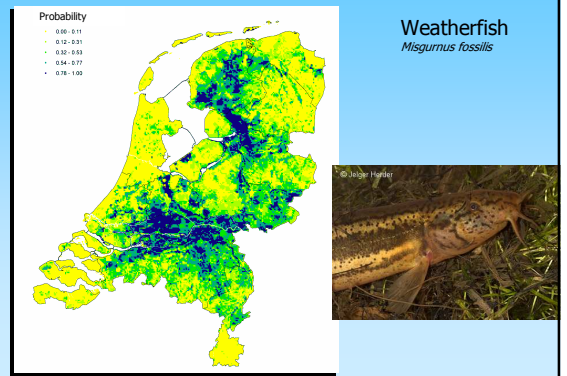 Probability
0.00 - 0.11
0.12 - 0.31
0.32 - 0.53
0.54 - 0.77
0.78 - 1.00
Weatherfish
Misgurnus fossilis
© Jelger Herder